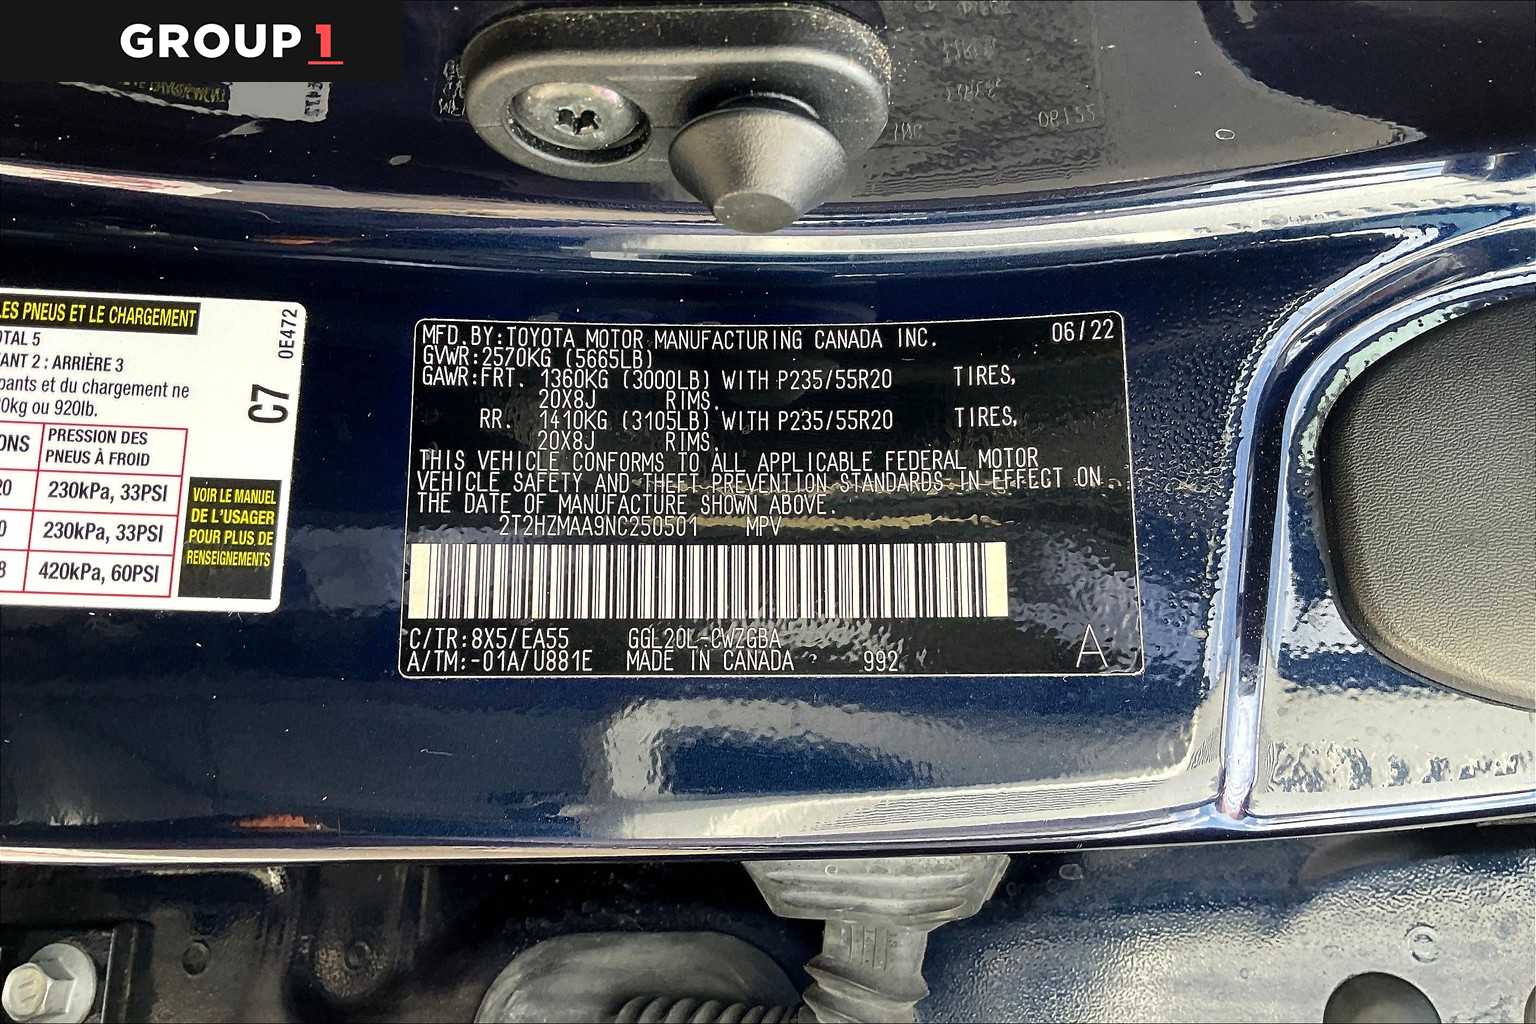 GROUP 1
LES PNEUS ET LE CHARGEMENT
OTAL 5
ANT 2 : ARRIÈRE 3
pants et du chargement ne
0kg ou 920lb.
0E472
C7
ONS PRESSION DES
PNEUS À FROID
20 230kPa, 33PSI
0 230kPa, 33PSI
8 420kPa, 60PSI
VOIR LE MANUEL
DE L'USAGER
POUR PLUS DE
RENSEIGNEMENTS
MFD.BY:TOYOTA MOTOR MANUFACTURING CANADA INC. 06/22
GVWR:2570KG (5665LB)
GAWR:FRT. 1360KG (3000LB) WITH P235/55R20 TIRES,
20X8J RIMS.
RR. 1410KG (3105LB) WITH P235/55R20 TIRES,
20X8J RIMS.
THIS VEHICLE CONFORMS TO ALL APPLICABLE FEDERAL MOTOR
VEHICLE SAFETY AND THEFT PREVENTION STANDARDS IN EFFECT ON
THE DATE OF MANUFACTURE SHOWN ABOVE.
2T2HZMAA9NC250501 MPV
C/TR:8X5/EA55 GGL20L-CWZGBA
A/TM:-01A/U881E MADE IN CANADA 992 A